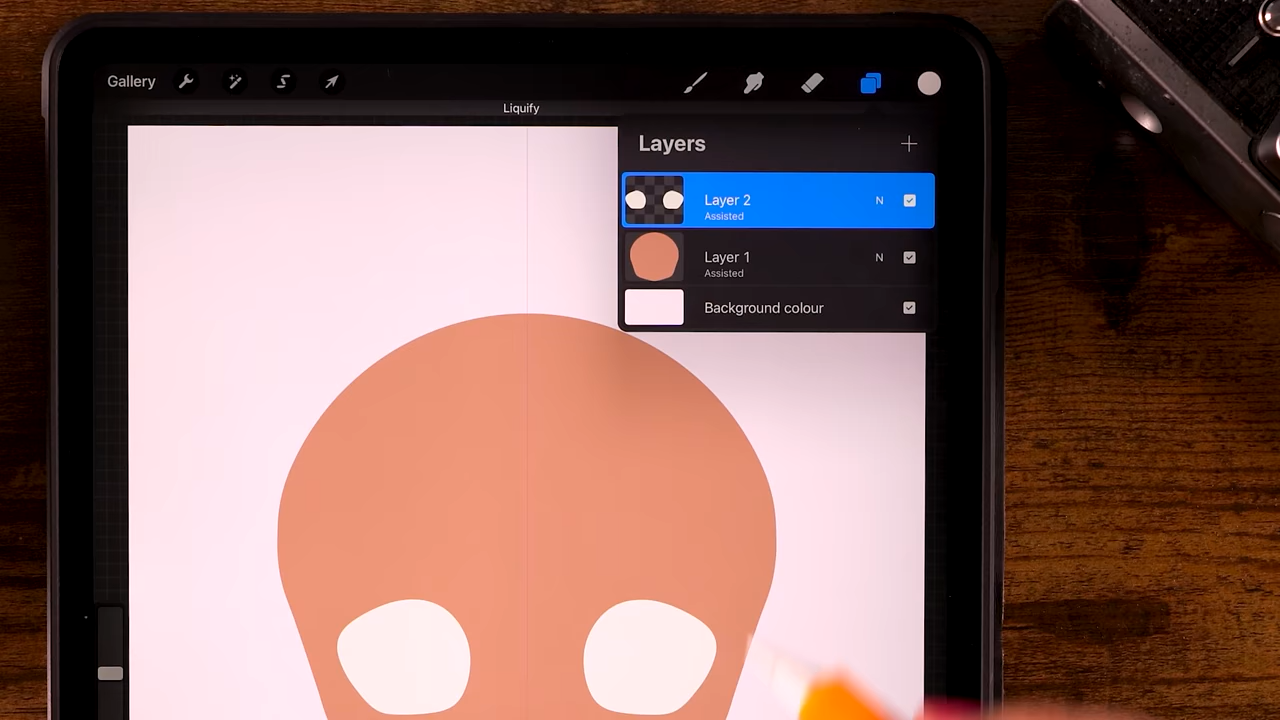 Gallery
Liquify
Layers
Layer 2 N
Assisted
Layer 1 N
Assisted
Background colour